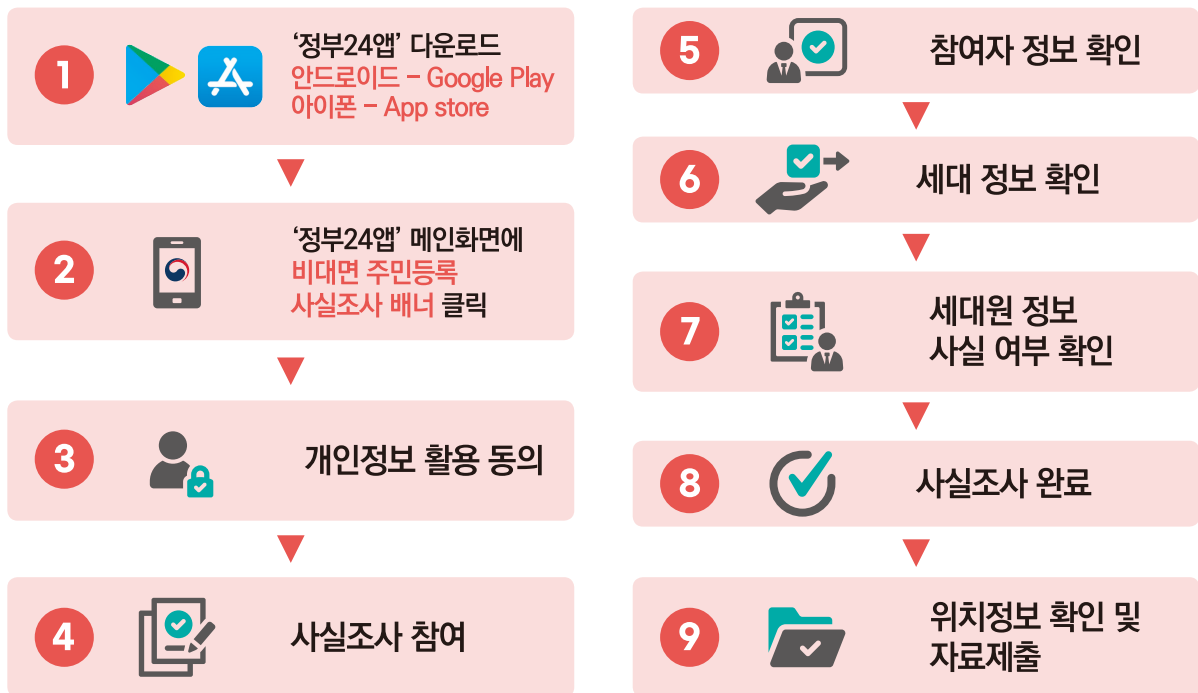 1
‘정부24앱’ 다운로드
안드로이드 – Google Play
아이폰 – App store
2
‘정부24앱’ 메인화면에
비대면 주민등록
사실조사 배너 클릭
3
개인정보 활용 동의
4
사실조사 참여
5
참여자 정보 확인
6
세대 정보 확인
7
세대원 정보
사실 여부 확인
8
사실조사 완료
9
위치정보 확인 및
자료제출